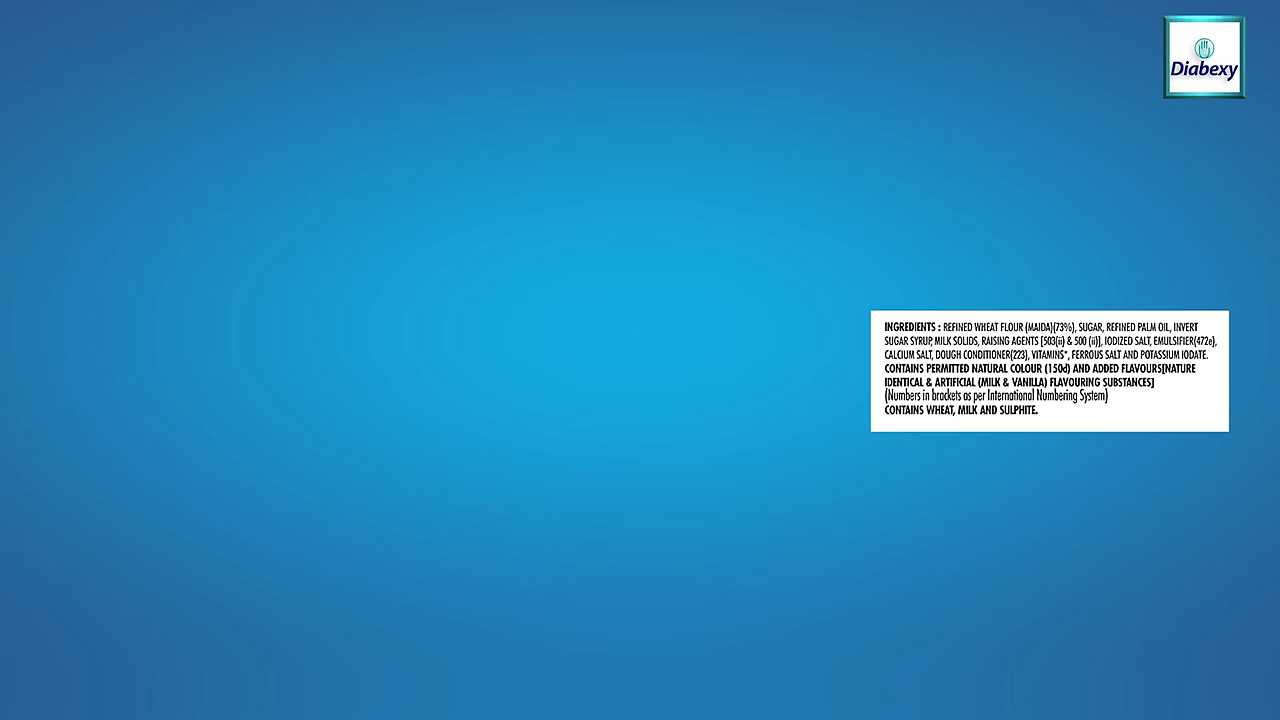 Diabexy
INGREDIENTS : REFINED WHEAT FLOUR (MAIDA)(73%), SUGAR, REFINED PALM OIL, INVERT
SUGAR SYRUP, MILK SOLIDS, RAISING AGENTS [503(ii) & 500 (ii)], IODIZED SALT, EMULSIFIER(472e),
CALCIUM SALT, DOUGH CONDITIONER(223), VITAMINS*, FERROUS SALT AND POTASSIUM IODATE.
CONTAINS PERMITTED NATURAL COLOUR (150d) AND ADDED FLAVOURS[NATURE
IDENTICAL & ARTIFICIAL (MILK & VANILLA) FLAVOURING SUBSTANCES]
(Numbers in brackets as per International Numbering System)
CONTAINS WHEAT, MILK AND SULPHITE.